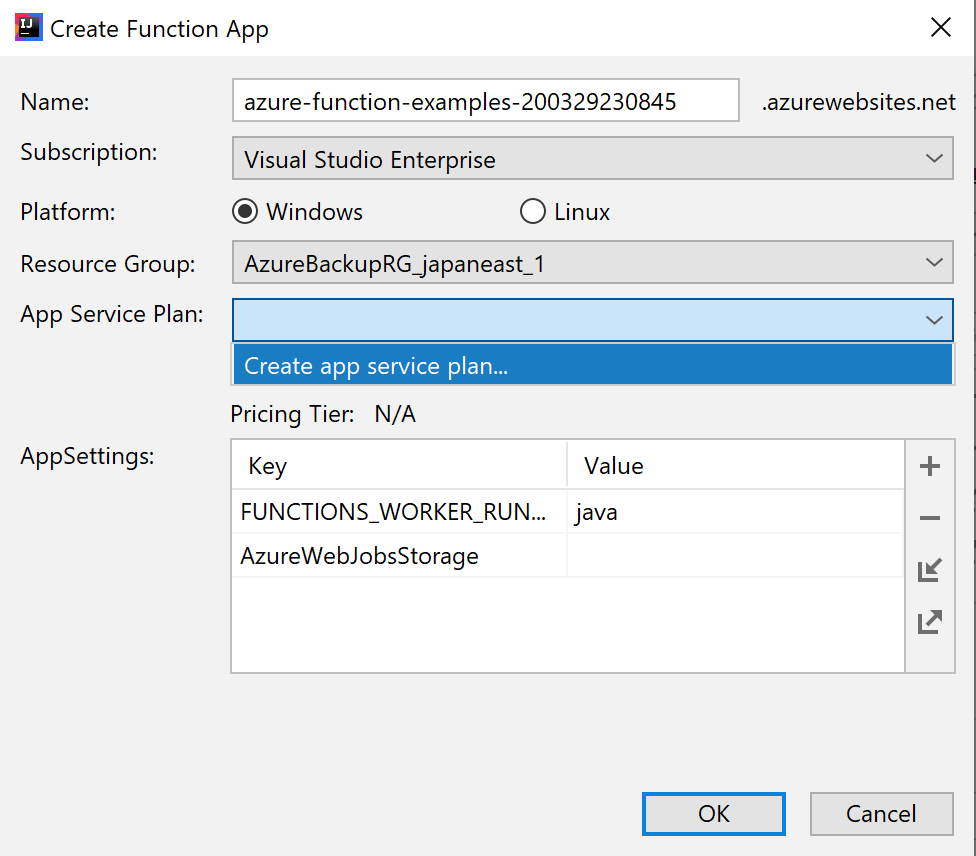 IJ
Create Function App
Name: azure-function-examples-200329230845 .azurewebsites.net
Subscription: Visual Studio Enterprise
Platform: Windows Linux
Resource Group: AzureBackupRG_japaneast_1
App Service Plan:
Create app service plan...
Pricing Tier: N/A
AppSettings:
Key Value
FUNCTIONS_WORKER_RUN... java
AzureWebJobsStorage
OK Cancel